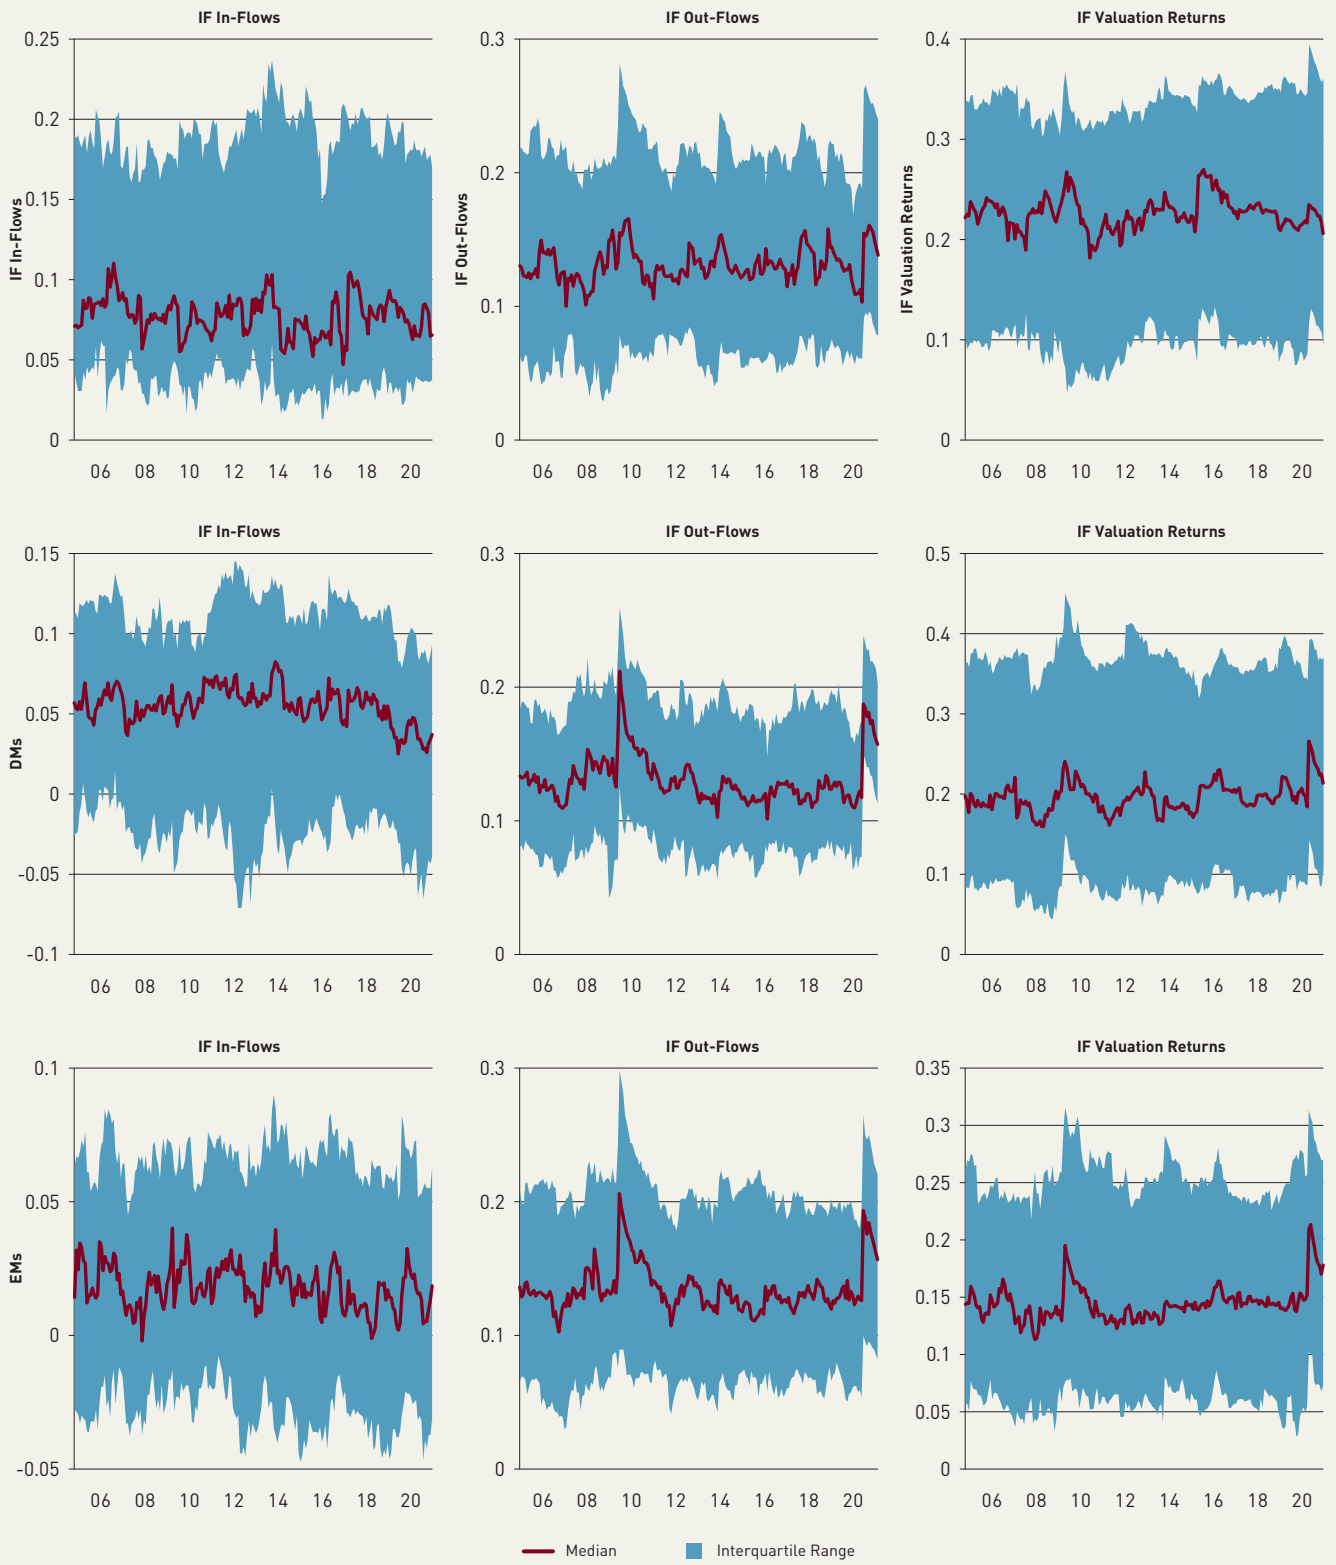 IF In-Flows
IF Out-Flows
IF Valuation Returns
0.25
0.2
0.15
0.1
0.05
0
IF In-Flows
06 08 10 12 14 16 18 20
0.3
0.2
0.1
0
IF Out-Flows
06 08 10 12 14 16 18 20
0.4
0.3
0.2
0.1
0
IF Valuation Returns
06 08 10 12 14 16 18 20
IF In-Flows
IF Out-Flows
IF Valuation Returns
0.15
0.1
0.05
0
-0.05
-0.1
DMs
06 08 10 12 14 16 18 20
0.3
0.2
0.1
0
06 08 10 12 14 16 18 20
0.5
0.4
0.3
0.2
0.1
0
06 08 10 12 14 16 18 20
IF In-Flows
IF Out-Flows
IF Valuation Returns
0.1
0.05
0
-0.05
EMs
06 08 10 12 14 16 18 20
0.3
0.2
0.1
0
06 08 10 12 14 16 18 20
0.35
0.3
0.25
0.2
0.15
0.1
0.05
0
06 08 10 12 14 16 18 20
Median
Interquartile Range